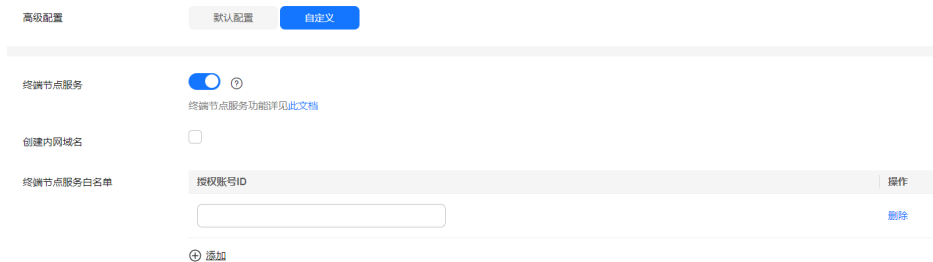 高级配置 默认配置 自定义
终端节点服务 ?
终端节点服务功能详见此文档
创建内网域名
终端节点服务白名单 授权账号ID 操作
删除
添加